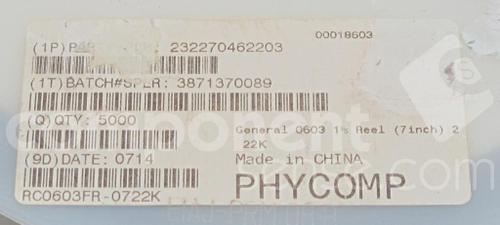 00018603
(1P) 232270462203
(1T)BATCH#SPLR: 3871370089
(Q)QTY: 5000
General 0603 1% Reel (7inch) 2
22K
(9D)DATE: 0714
Made in CHINA
RC0603FR-0722K
PHYCOMP